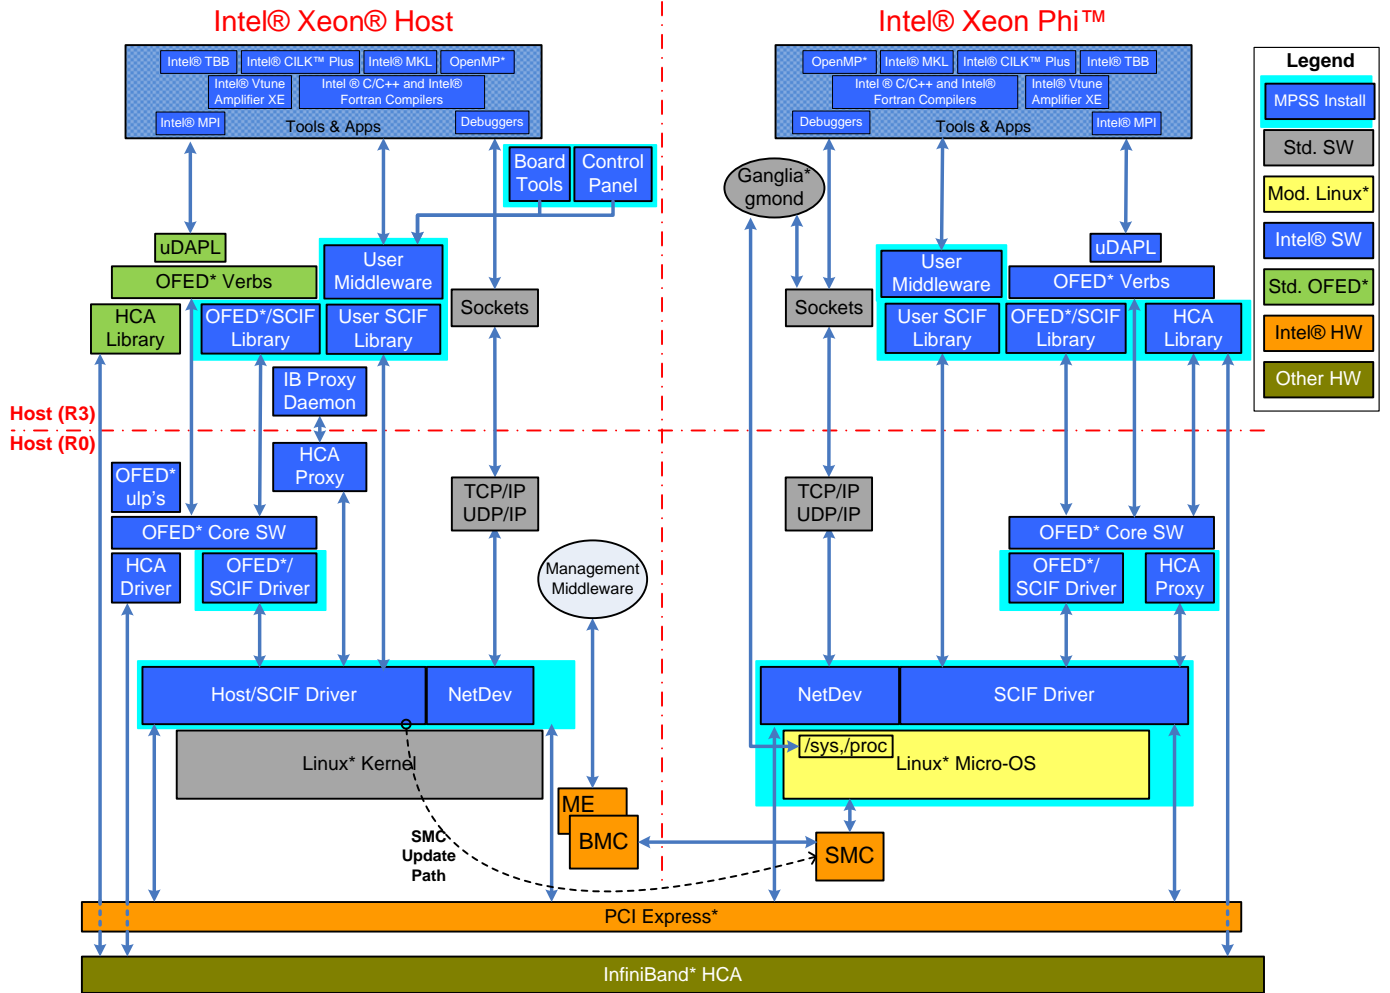 Intel® Xeon® Host
Intel® Xeon Phi™
Intel® TBB
Intel® CILK™ Plus
Intel® MKL
OpenMP*
Intel® Vtune
Amplifier XE
Intel ® C/C++ and Intel®
Fortran Compilers
Intel® MPI
Tools & Apps
Debuggers
OpenMP*
Intel® MKL
Intel® CILK™ Plus
Intel® TBB
Intel ® C/C++ and Intel®
Fortran Compilers
Intel® Vtune
Amplifier XE
Debuggers
Tools & Apps
Intel® MPI
Legend
MPSS Install
Std. SW
Mod. Linux*
Intel® SW
Std. OFED*
Intel® HW
Other HW
Board
Tools
Control
Panel
Ganglia*
gmond
uDAPL
OFED* Verbs
HCA
Library
OFED*/SCIF
Library
User
Middleware
User SCIF
Library
Sockets
IB Proxy
Daemon
Sockets
User
Middleware
User SCIF
Library
uDAPL
OFED* Verbs
OFED*/SCIF
Library
HCA
Library
Host (R3)
Host (R0)
OFED*
ulp's
HCA
Proxy
TCP/IP
UDP/IP
OFED* Core SW
HCA
Driver
OFED*/
SCIF Driver
Management
Middleware
TCP/IP
UDP/IP
OFED* Core SW
OFED*/
SCIF Driver
HCA
Proxy
Host/SCIF Driver
NetDev
Linux* Kernel
NetDev
SCIF Driver
/sys,/proc
Linux* Micro-OS
ME
BMC
SMC
SMC
Update
Path
PCI Express*
InfiniBand* HCA